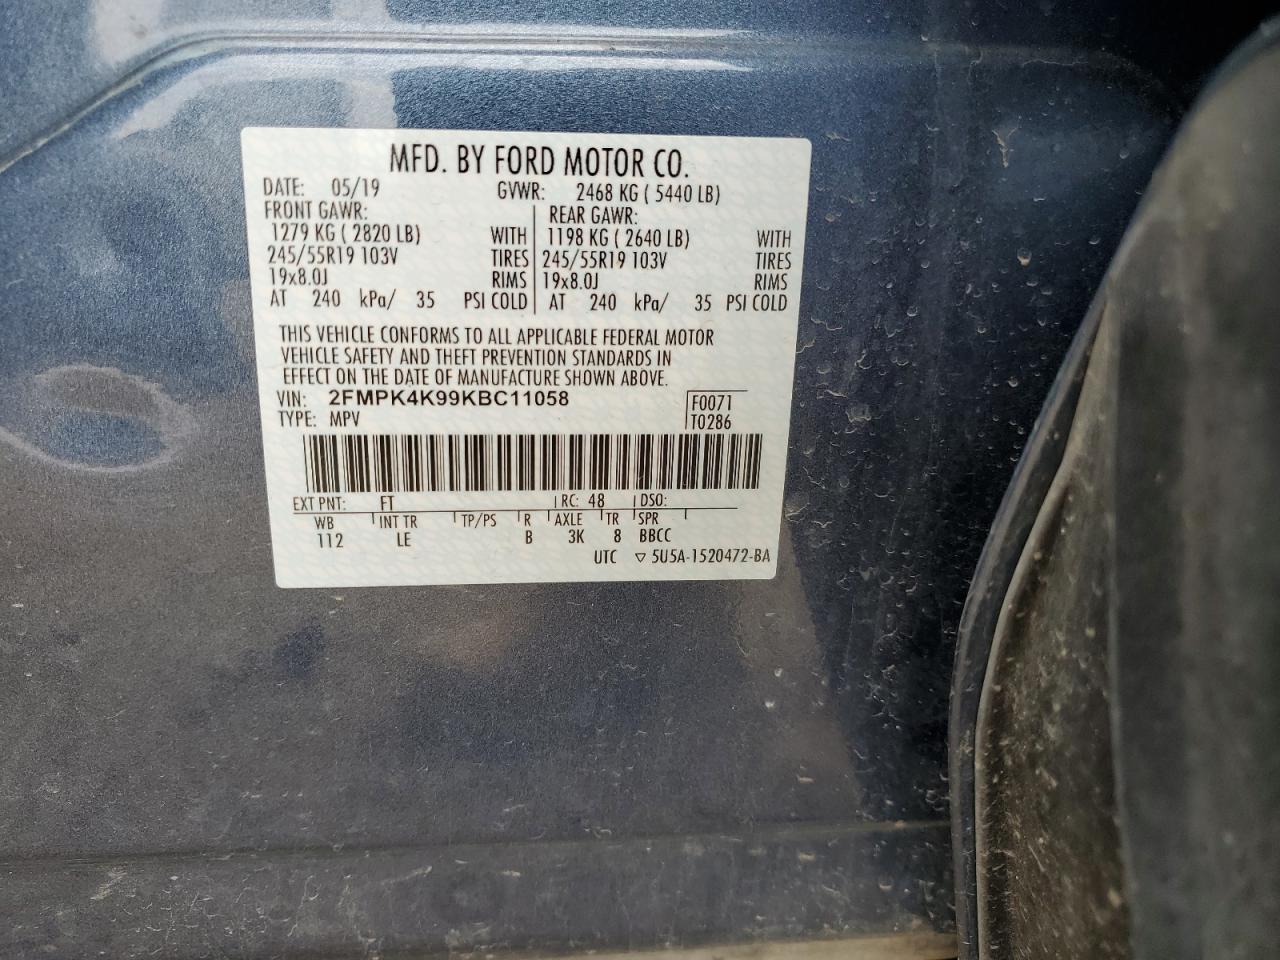 MFD. BY FORD MOTOR CO.
DATE: 05/19 GVWR: 2468 KG ( 5440 LB)
FRONT GAWR: REAR GAWR:
1279 KG ( 2820 LB) WITH 1198 KG ( 2640 LB) WITH
245/55R19 103V TIRES 245/55R19 103V TIRES
19x8.0J RIMS 19x8.0J RIMS
AT 240 kPa/ 35 PSI COLD AT 240 kPa/ 35 PSI COLD
THIS VEHICLE CONFORMS TO ALL APPLICABLE FEDERAL MOTOR
VEHICLE SAFETY AND THEFT PREVENTION STANDARDS IN
EFFECT ON THE DATE OF MANUFACTURE SHOWN ABOVE.
VIN: 2FMPK4K99KBC11058 F0071
TYPE: MPV T0286
EXT PNT: FT RC: 48 DSO:
WB INT TR TP/PS R AXLE TR SPR
112 LE B 3K 8 BBCC
UTC ▽ 5U5A-1520472-BA